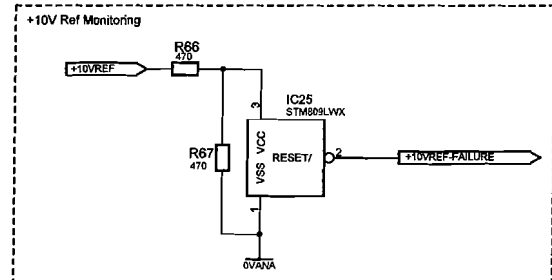 +10V Ref Monitoring
R66
470
+10VREF
IC25
STM809LWX
3
R67
470
VSS VCC
RESET/
2
+10VREF-FAILURE
1
0VANA